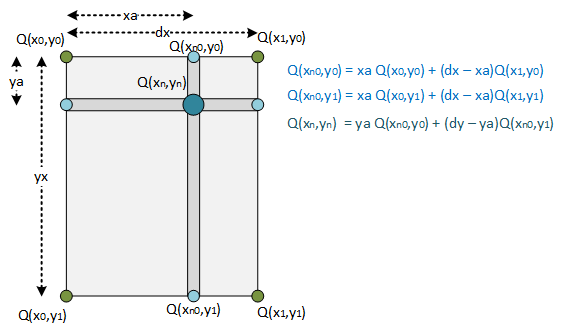 xa
dx
Q(x0,y0)
Q(xn0,y0)
Q(x1,y0)
ya
Q(xn,yn)
yx
Q(x0,y1)
Q(xn0,y1)
Q(x1,y1)
Q(xn0,y0) = xa Q(x0,y0) + (dx – xa)Q(x1,y0)
Q(xn0,y1) = xa Q(x0,y1) + (dx – xa)Q(x1,y1)
Q(xn,yn) = ya Q(xn0,y0) + (dy – ya)Q(xn0,y1)